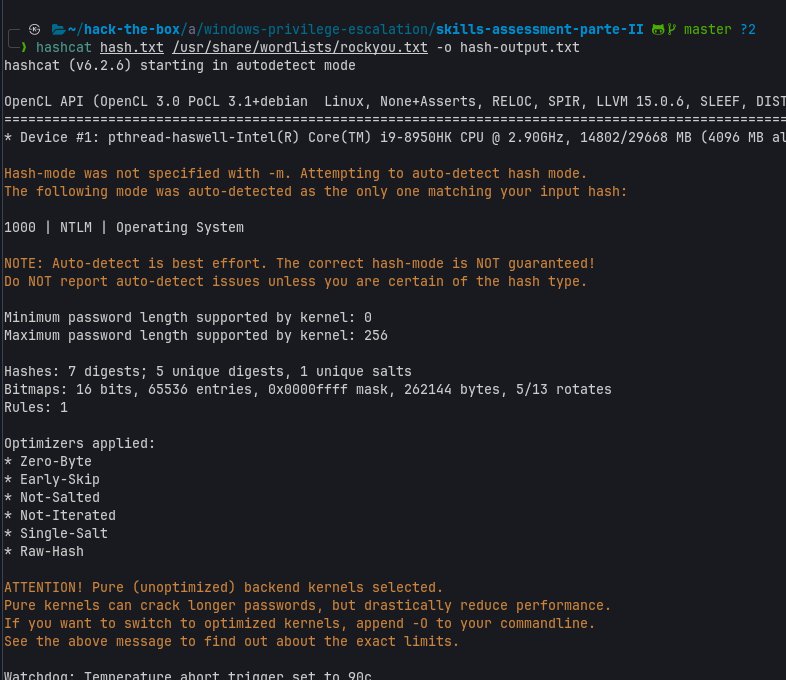 ~/hack-the-box/a/windows-privilege-escalation/skills-assessment-parte-II master ?2
❯ hashcat hash.txt /usr/share/wordlists/rockyou.txt -o hash-output.txt
hashcat (v6.2.6) starting in autodetect mode
OpenCL API (OpenCL 3.0 PoCL 3.1+debian  Linux, None+Asserts, RELOC, SPIR, LLVM 15.0.6, SLEEF, DIST
==================================================================================================
* Device #1: pthread-haswell-Intel(R) Core(TM) i9-8950HK CPU @ 2.90GHz, 14802/29668 MB (4096 MB al
Hash-mode was not specified with -m. Attempting to auto-detect hash mode.
The following mode was auto-detected as the only one matching your input hash:
1000 | NTLM | Operating System
NOTE: Auto-detect is best effort. The correct hash-mode is NOT guaranteed!
Do NOT report auto-detect issues unless you are certain of the hash type.
Minimum password length supported by kernel: 0
Maximum password length supported by kernel: 256
Hashes: 7 digests; 5 unique digests, 1 unique salts
Bitmaps: 16 bits, 65536 entries, 0x0000ffff mask, 262144 bytes, 5/13 rotates
Rules: 1
Optimizers applied:
* Zero-Byte
* Early-Skip
* Not-Salted
* Not-Iterated
* Single-Salt
* Raw-Hash
ATTENTION! Pure (unoptimized) backend kernels selected.
Pure kernels can crack longer passwords, but drastically reduce performance.
If you want to switch to optimized kernels, append -O to your commandline.
See the above message to find out about the exact limits.
Watchdog: Temperature abort trigger set to 90c